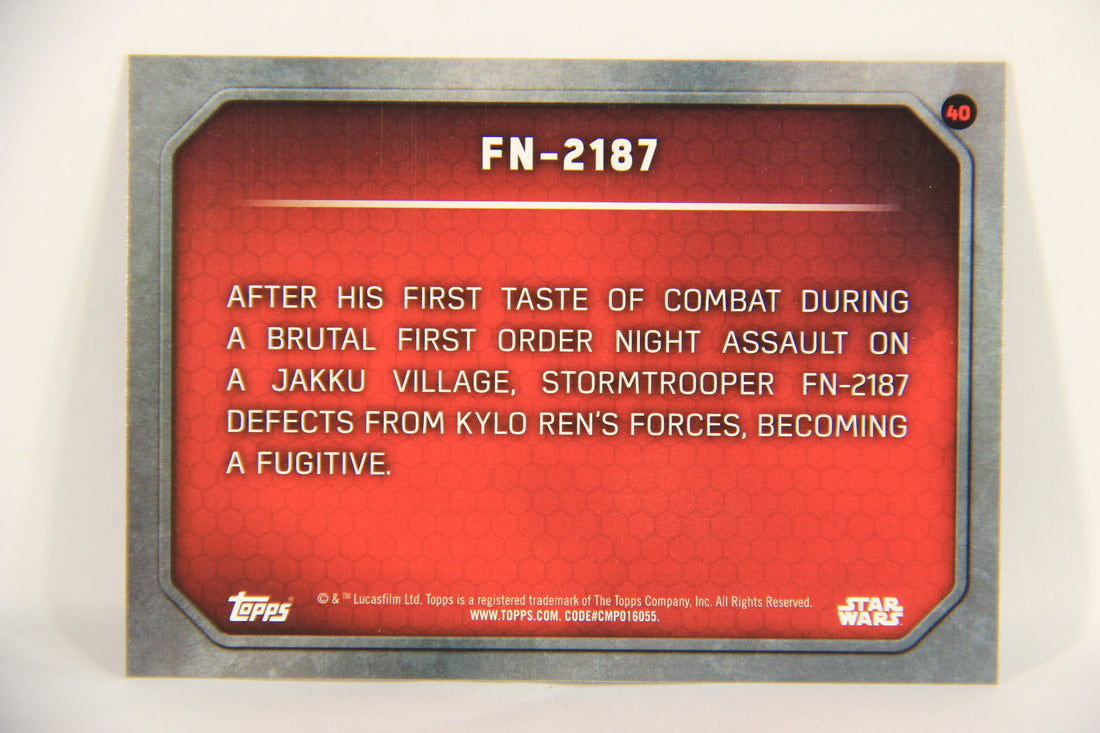 40
FN-2187
AFTER HIS FIRST TASTE OF COMBAT DURING
A BRUTAL FIRST ORDER NIGHT ASSAULT ON
A JAKKU VILLAGE, STORMTROOPER FN-2187
DEFECTS FROM KYLO REN'S FORCES, BECOMING
A FUGITIVE.
topps®
© & ™ Lucasfilm Ltd. Topps is a registered trademark of The Topps Company, Inc. All Rights Reserved.
WWW.TOPPS.COM. CODE#CMP016055.
STAR
WARS